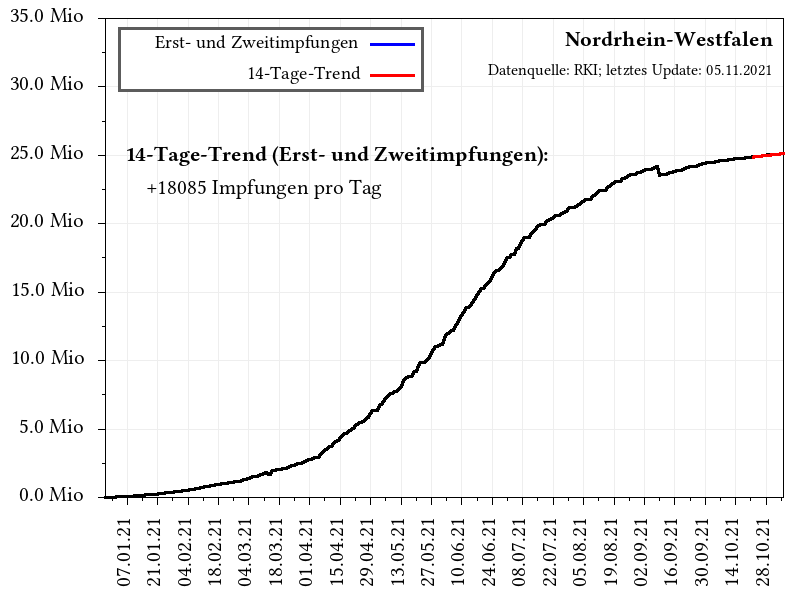 35.0 Mio
Erst- und Zweitimpfungen
14-Tage-Trend
Nordrhein-Westfalen
Datenquelle: RKI; letztes Update: 05.11.2021
30.0 Mio
14-Tage-Trend (Erst- und Zweitimpfungen):
25.0 Mio
+18085 Impfungen pro Tag
20.0 Mio
15.0 Mio
10.0 Mio
5.0 Mio
0.0 Mio
07.01.21
21.01.21
04.02.21
18.02.21
04.03.21
18.03.21
01.04.21
15.04.21
29.04.21
13.05.21
27.05.21
10.06.21
24.06.21
08.07.21
22.07.21
05.08.21
19.08.21
02.09.21
16.09.21
30.09.21
14.10.21
28.10.21